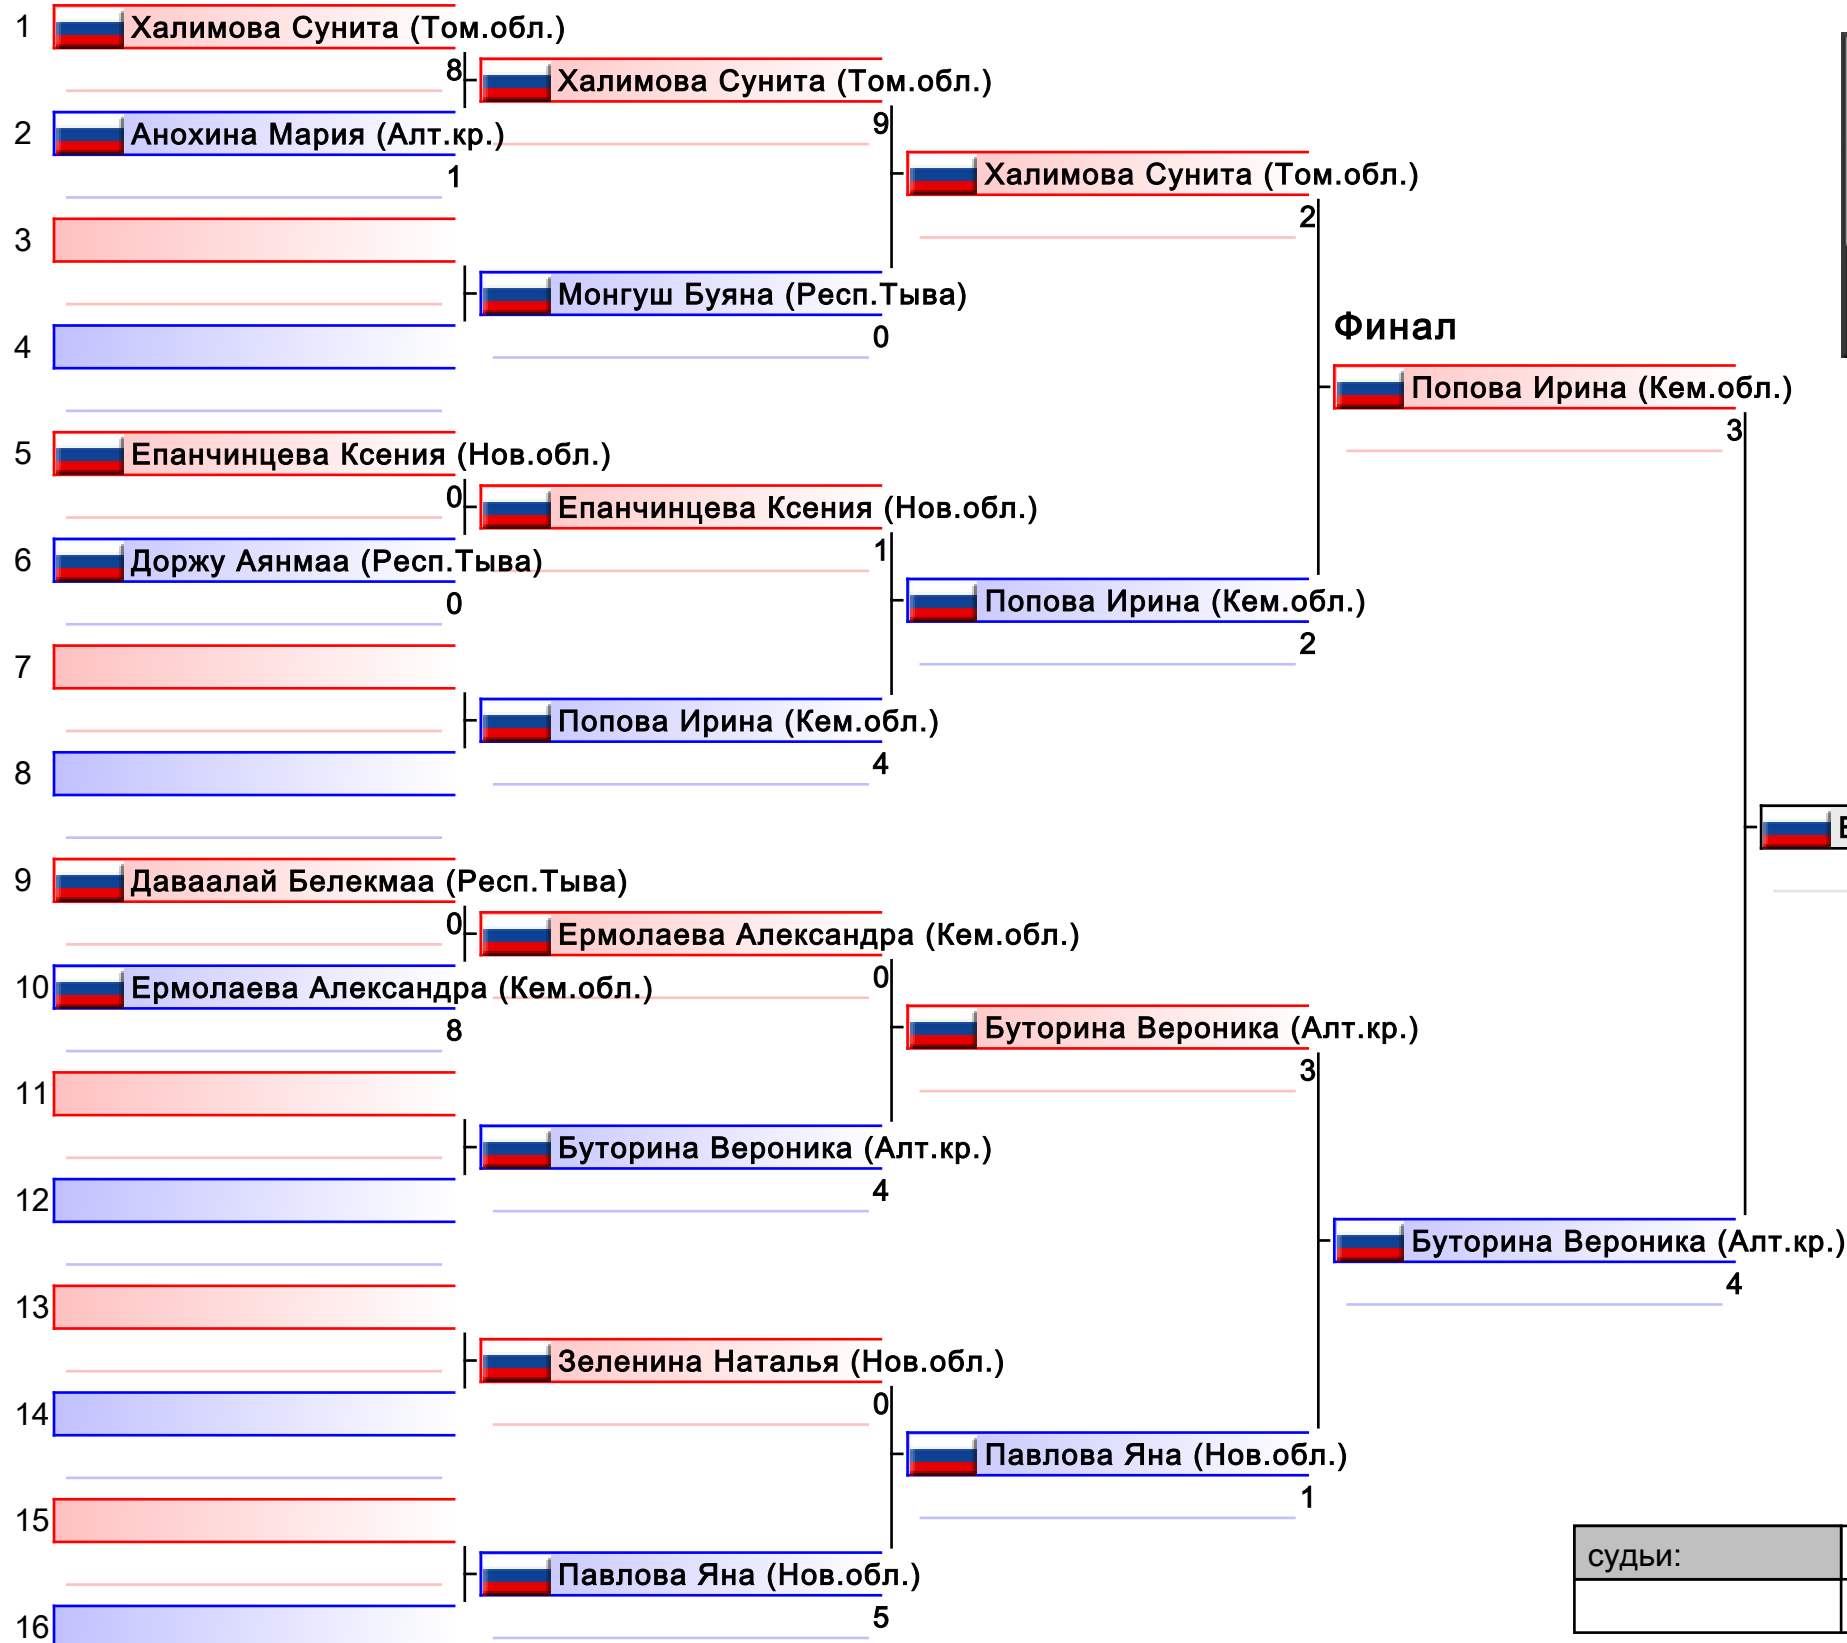 1 Халимова Сунита (Том.обл.)
8
Халимова Сунита (Том.обл.)
2 Анохина Мария (Алт.кр.)
9
1
Халимова Сунита (Том.обл.)
2
3
Монгуш Буяна (Респ.Тыва)
0
4
Финал
Попова Ирина (Кем.обл.)
3
5 Епанчинцева Ксения (Нов.обл.)
0
Епанчинцева Ксения (Нов.обл.)
1
6 Доржу Аянмаа (Респ.Тыва)
0
Попова Ирина (Кем.обл.)
2
7
Попова Ирина (Кем.обл.)
4
8
9 Даваалай Белекмаа (Респ.Тыва)
0
Ермолаева Александра (Кем.обл.)
0
10 Ермолаева Александра (Кем.обл.)
8
Буторина Вероника (Алт.кр.)
3
11
Буторина Вероника (Алт.кр.)
4
12
Буторина Вероника (Алт.кр.)
4
13
Зеленина Наталья (Нов.обл.)
0
14
Павлова Яна (Нов.обл.)
1
15
Павлова Яна (Нов.обл.)
5
16
судьи: